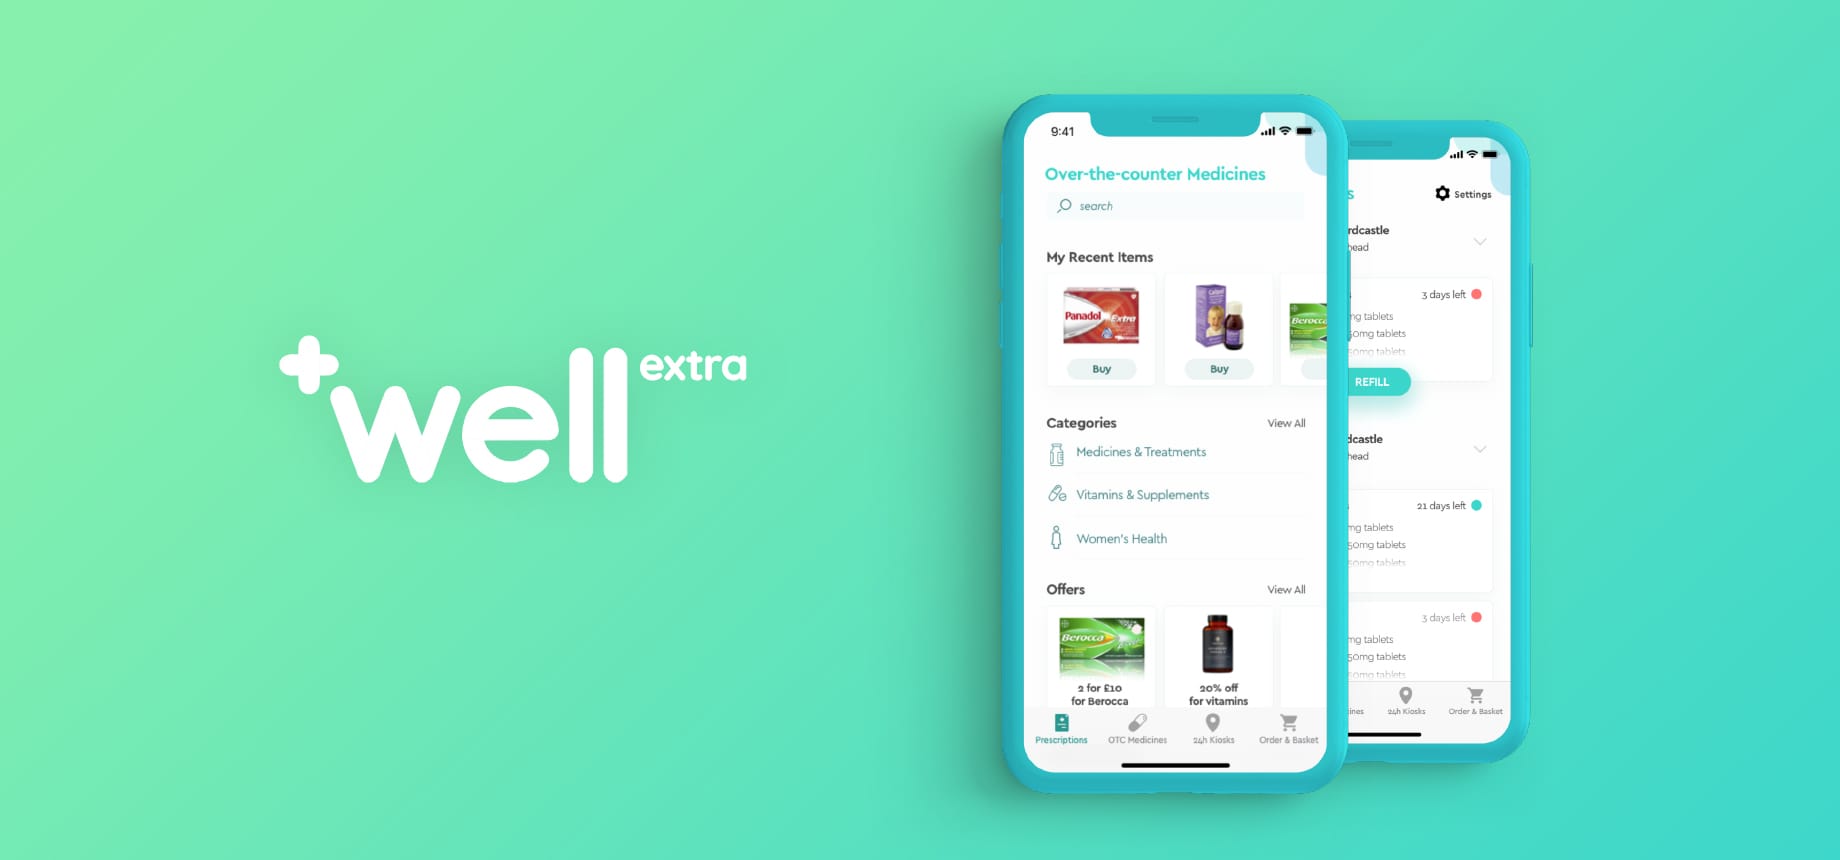 well extra
9:41
Over-the-counter Medicines
search
My Recent Items
Panadol Extra
Calpol
Berocca
Buy
Buy
Categories
View All
Medicines & Treatments
Vitamins & Supplements
Women's Health
Offers
View All
Berocca
2 for £10
for Berocca
20% off
for vitamins
Prescriptions
OTC Medicines
24h Kiosks
Order & Basket
s
Settings
rdcastle
head
3 days left
ng tablets
50mg tablets
50mg tablets
REFILL
dcastle
head
21 days left
mg tablets
50mg tablets
50mg tablets
3 days left
mg tablets
50mg tablets
50mg tablets
cines
24h Kiosks
Order & Basket